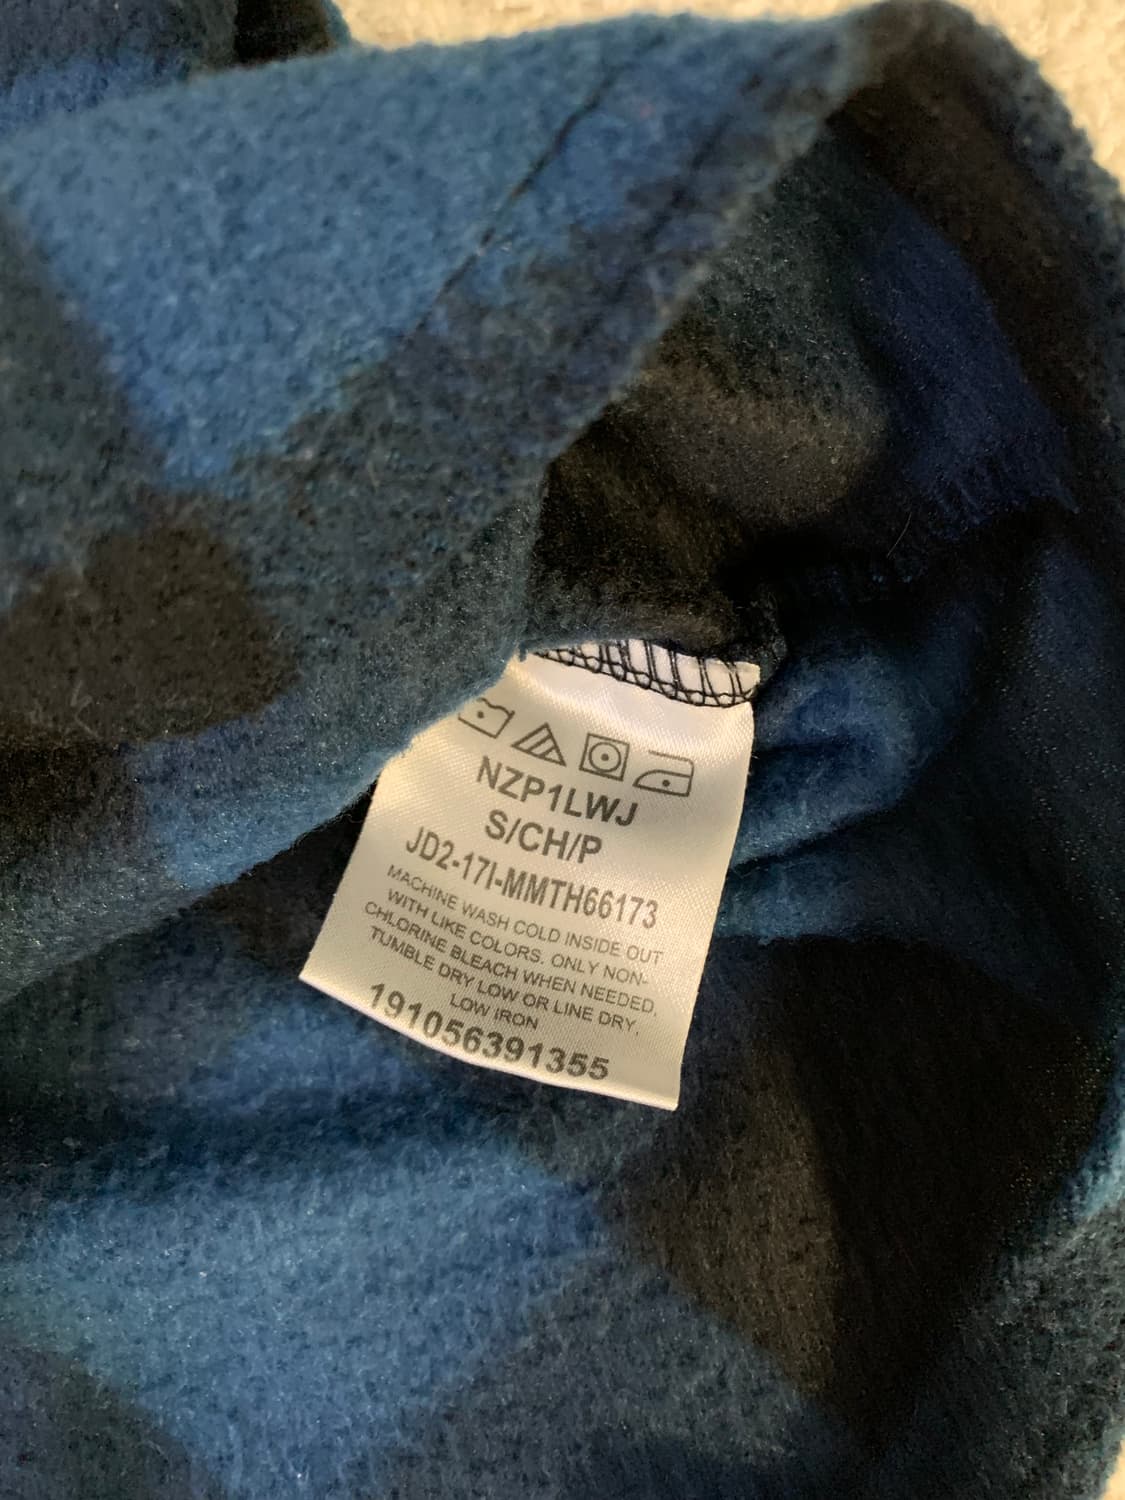 NZP1LWJ
S/CH/P
JD2-17I-MMTH66173
MACHINE WASH COLD INSIDE OUT
WITH LIKE COLORS. ONLY NON-
CHLORINE BLEACH WHEN NEEDED,
TUMBLE DRY LOW OR LINE DRY,
LOW IRON
191056391355